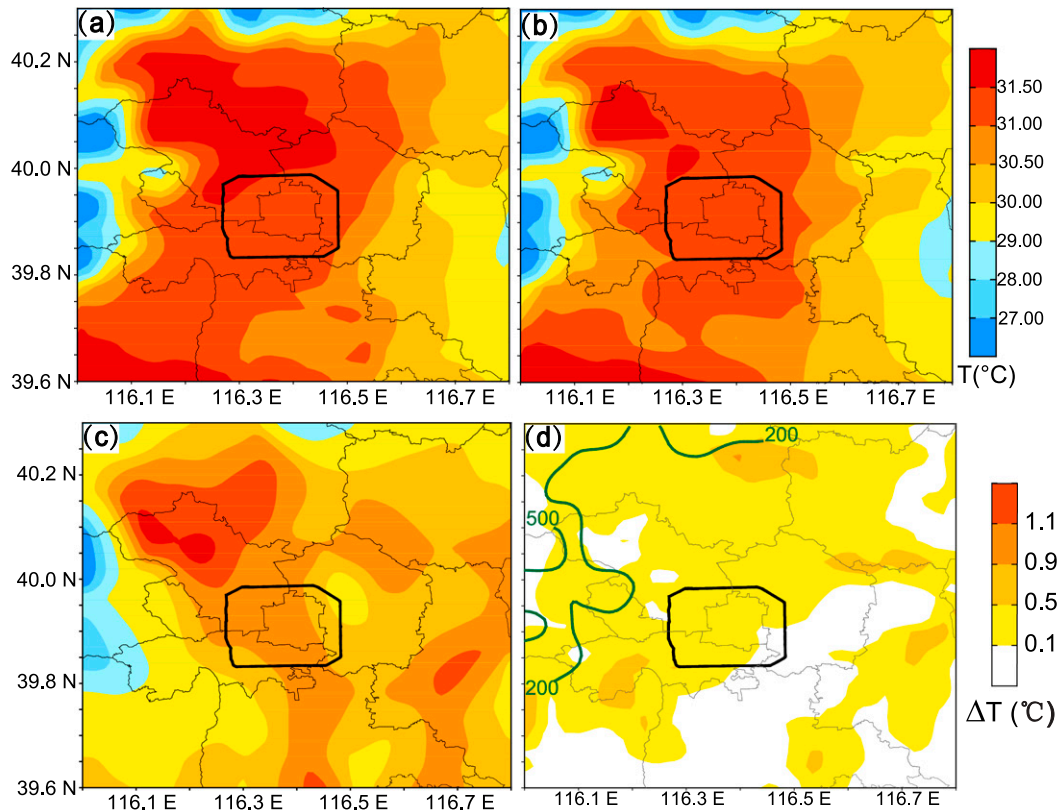 (a)
(b)
40.2 N
40.0 N
39.8 N
39.6 N
116.1 E 116.3 E 116.5 E 116.7 E
116.1 E 116.3 E 116.5 E 116.7 E
31.50
31.00
30.50
30.00
29.00
28.00
27.00
T(°C)
(c)
(d)
40.2 N
40.0 N
39.8 N
39.6 N
116.1 E 116.3 E 116.5 E 116.7 E
200
500
200
116.1 E 116.3 E 116.5 E 116.7 E
1.1
0.9
0.5
0.1
ΔT (℃)